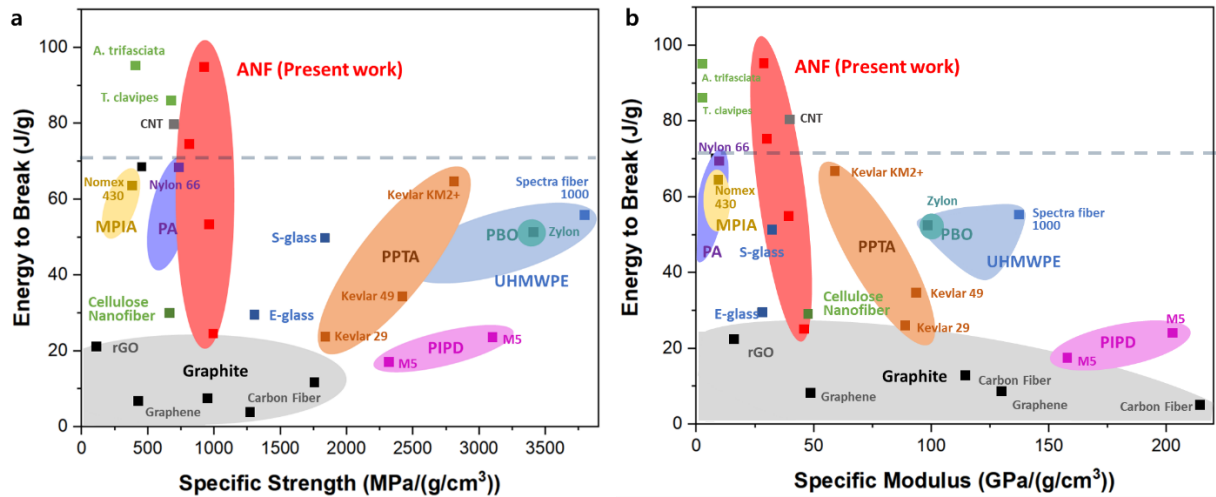 a
Energy to Break (J/g)
100
80
60
40
20
0
A. trifasciata
T. clavipes
CNT
ANF (Present work)
Nomex
430
MPIA
Nylon 66
PA
S-glass
Kevlar KM2+
PPTA
Kevlar 49
Kevlar 29
Spectra fiber
1000
PBO
Zylon
UHMWPE
Cellulose
Nanofiber
E-glass
M5
PIPD
M5
rGO
Graphite
Graphene
Carbon Fiber
0
500
1000
1500
2000
2500
3000
3500
Specific Strength (MPa/(g/cm³))
b
Energy to Break (J/g)
100
80
60
40
20
0
A. trifasciata
T. clavipes
ANF (Present work)
CNT
Nylon 66
Nomex
430
MPIA
PA
S-glass
Kevlar KM2+
PPTA
Kevlar 49
Kevlar 29
Zylon
PBO
Spectra fiber
1000
UHMWPE
E-glass
Cellulose
Nanofiber
M5
PIPD
M5
rGO
Graphite
Carbon Fiber
Graphene
Graphene
Carbon Fiber
0
50
100
150
200
Specific Modulus (GPa/(g/cm³))